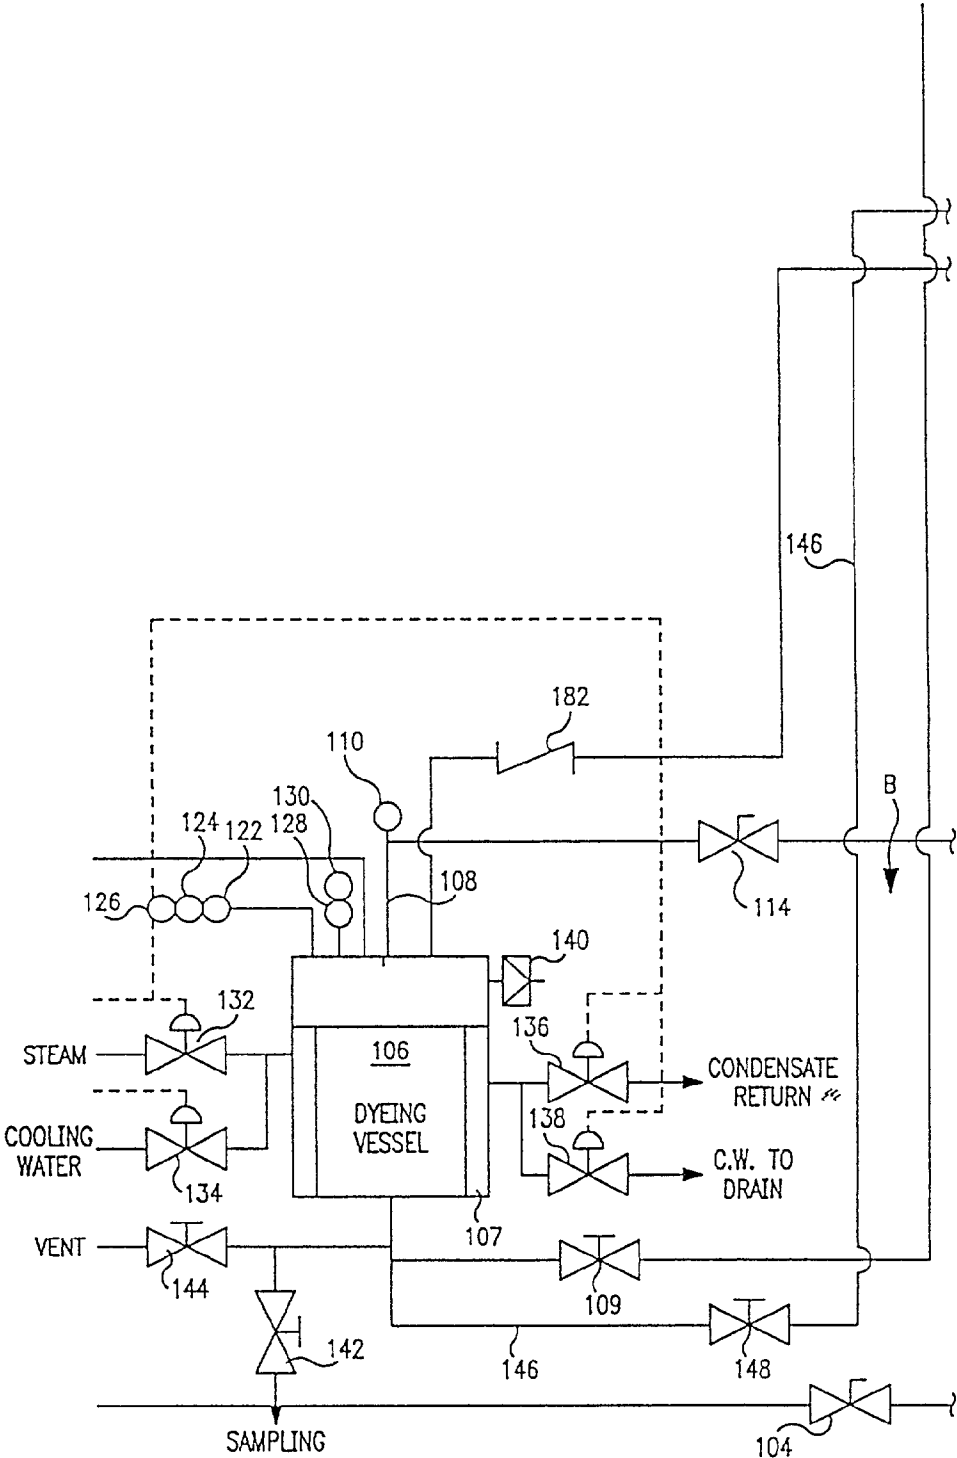 146
182
110
130
124
122
128
B
126
108
114
140
132
136
STEAM
106
CONDENSATE
RETURN
DYEING
VESSEL
138
COOLING
WATER
134
C.W. TO
DRAIN
107
VENT
144
109
142
146
148
104
SAMPLING